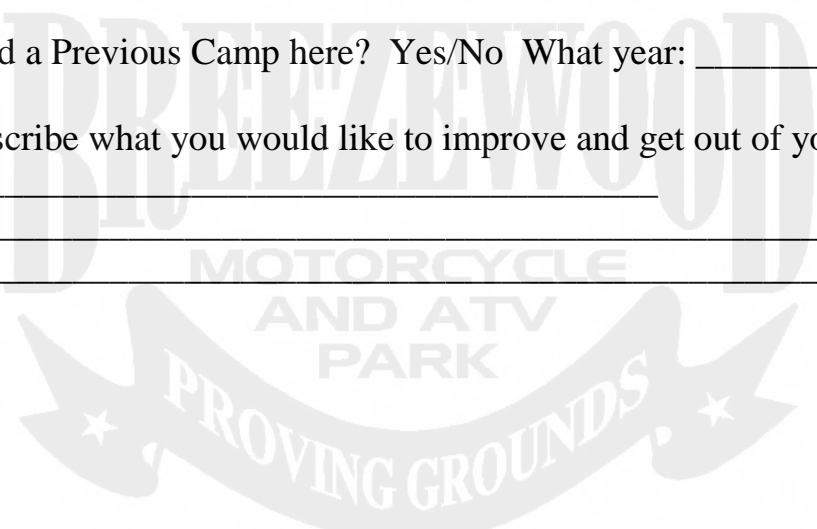 d a Previous Camp here? Yes/No What year: _______
scribe what you would like to improve and get out of yo
BREEZEWOOD
MOTORCYCLE
AND ATV
PARK
PROVING GROUNDS